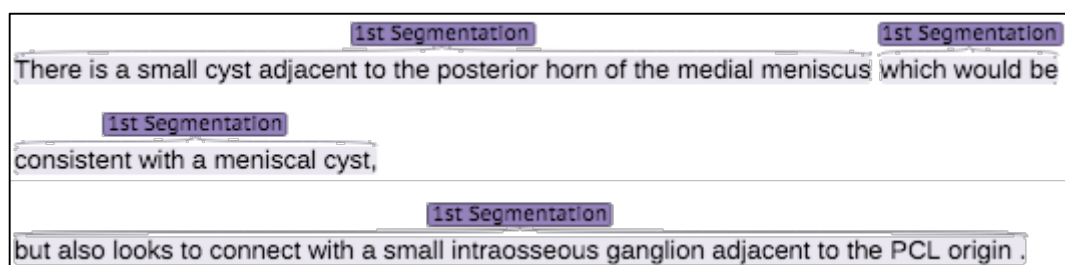 1st Segmentation 1st Segmentation
There is a small cyst adjacent to the posterior horn of the medial meniscus which would be
1st Segmentation
consistent with a meniscal cyst,
1st Segmentation
but also looks to connect with a small intraosseous ganglion adjacent to the PCL origin .